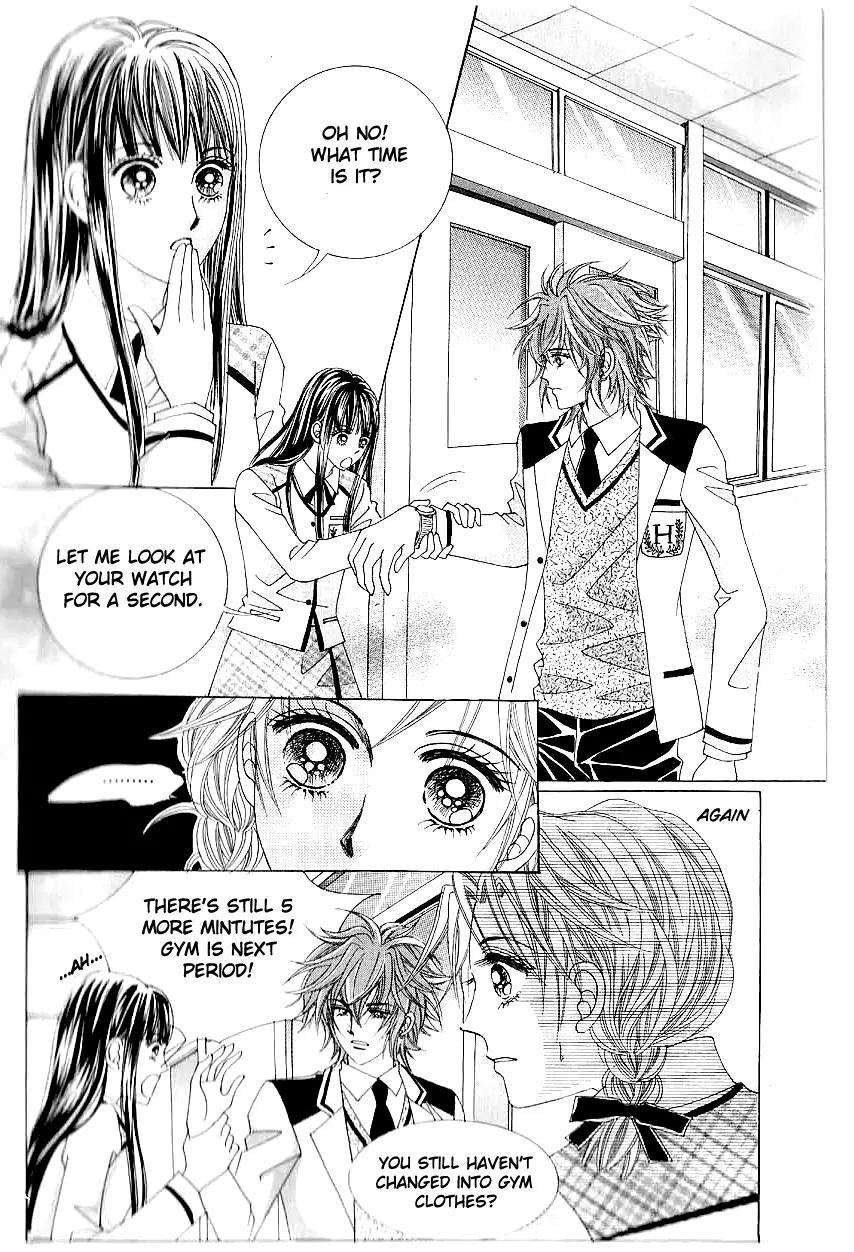 OH NO!
WHAT TIME
IS IT?
H
LET ME LOOK AT
YOUR WATCH
FOR A SECOND.
..........
AGAIN
THERE'S STILL 5
MORE MINTUTES!
GYM IS NEXT
PERIOD!
...AH...
YOU STILL HAVEN'T
CHANGED INTO GYM
CLOTHES?